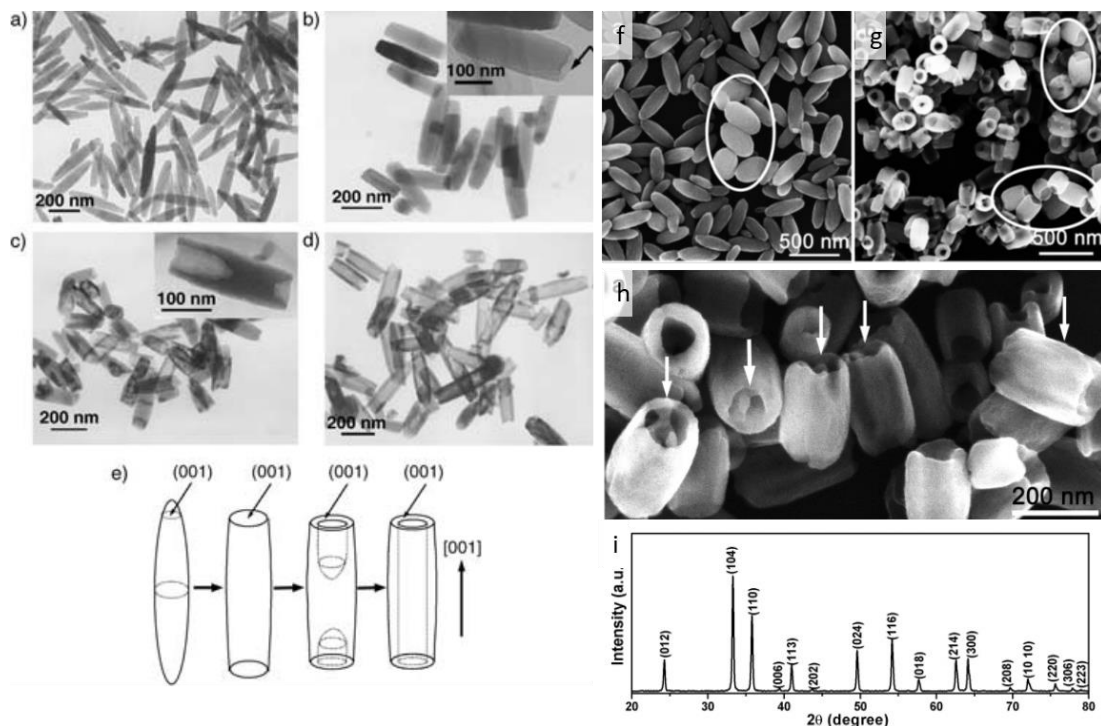 a)
200 nm
b)
100 nm
200 nm
c)
100 nm
200 nm
d)
200 nm
e)
(001)
(001)
(001)
(001)
[001]
f
500 nm
g
500 nm
h
200 nm
i
Intensity (a.u.)
(012)
(104)
(110)
(006)
(113)
(202)
(024)
(116)
(018)
(214)
(300)
(208)
(10 10)
(220)
(306)
(223)
20 30 40 50 60 70 80
2θ (degree)